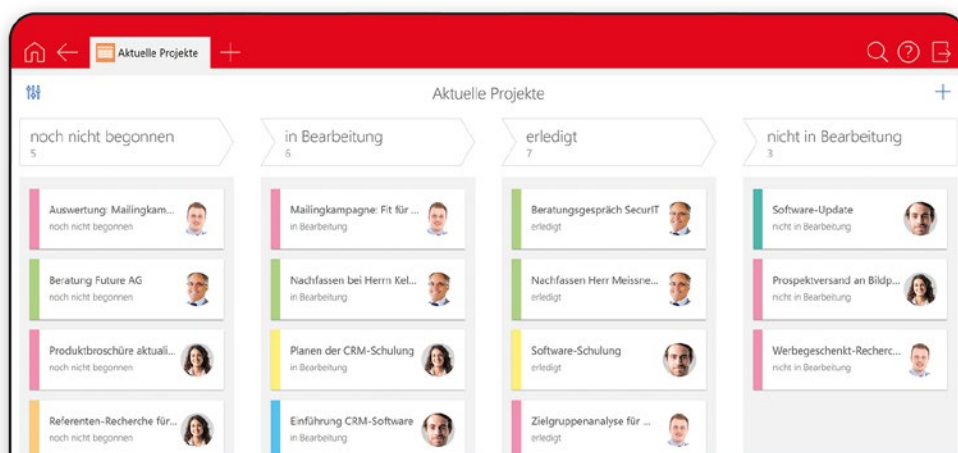 Aktuelle Projekte
Aktuelle Projekte
noch nicht begonnen
5
in Bearbeitung
6
erledigt
7
nicht in Bearbeitung
3
Auswertung: Mailingkam...
noch nicht begonnen
Beratung Future AG
noch nicht begonnen
Produktbroschüre aktuali...
noch nicht begonnen
Referenten-Recherche für...
noch nicht begonnen
Mailingkampagne: Fit für ...
in Bearbeitung
Nachfassen bei Herrn Kel...
in Bearbeitung
Planen der CRM-Schulung
in Bearbeitung
Einführung CRM-Software
in Bearbeitung
Beratungsgespräch SecurIT
erledigt
Nachfassen Herr Meissne...
erledigt
Software-Schulung
erledigt
Zielgruppenanalyse für ...
erledigt
Software-Update
nicht in Bearbeitung
Prospektversand an Bildp...
nicht in Bearbeitung
Werbegeschenkt-Recherc...
nicht in Bearbeitung